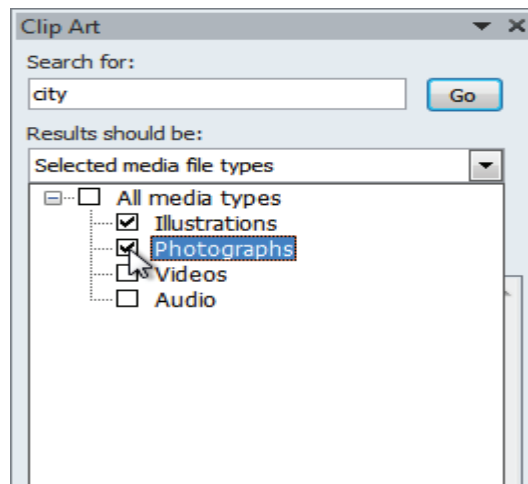 Clip Art
Search for:
city
Go
Results should be:
Selected media file types
All media types
Illustrations
Photographs
Videos
Audio